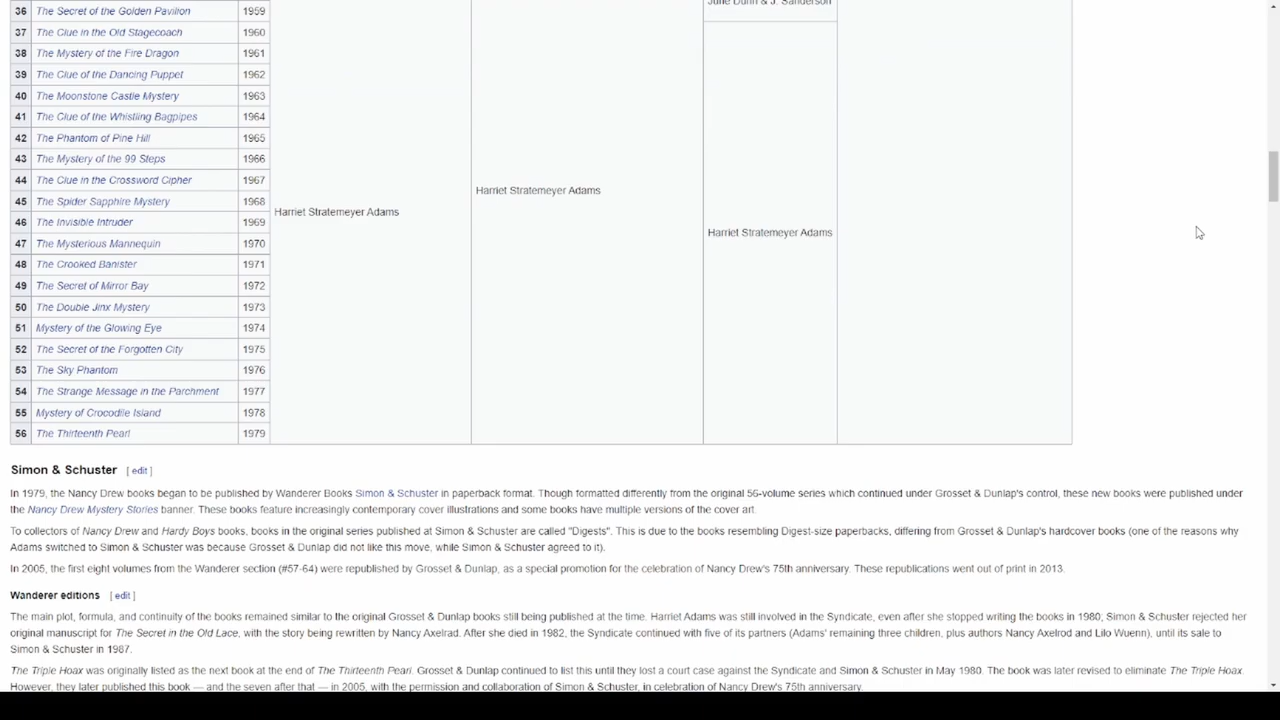 36 The Secret of the Golden Pavilion 1959
June Dunn & J. Sanderson
37 The Clue in the Old Stagecoach 1960
38 The Mystery of the Fire Dragon 1961
39 The Clue of the Dancing Puppet 1962
40 The Moonstone Castle Mystery 1963
41 The Clue of the Whistling Bagpipes 1964
42 The Phantom of Pine Hill 1965
43 The Mystery of the 99 Steps 1966
44 The Clue in the Crossword Cipher 1967
45 The Spider Sapphire Mystery 1968
46 The Invisible Intruder 1969
47 The Mysterious Mannequin 1970
48 The Crooked Banister 1971
49 The Secret of Mirror Bay 1972
50 The Double Jinx Mystery 1973
51 Mystery of the Glowing Eye 1974
52 The Secret of the Forgotten City 1975
53 The Sky Phantom 1976
54 The Strange Message in the Parchment 1977
55 Mystery of Crocodile Island 1978
56 The Thirteenth Pearl 1979
Harriet Stratemeyer Adams
Harriet Stratemeyer Adams
Harriet Stratemeyer Adams
Simon & Schuster [ edit ]
In 1979, the Nancy Drew books began to be published by Wanderer Books Simon & Schuster in paperback format. Though formatted differently from the original 56-volume series which continued under Grosset & Dunlap's control, these new books were published under
the Nancy Drew Mystery Stories banner. These books feature increasingly contemporary cover illustrations and some books have multiple versions of the cover art.
To collectors of Nancy Drew and Hardy Boys books, books in the original series published at Simon & Schuster are called "Digests". This is due to the books resembling Digest-size paperbacks, differing from Grosset & Dunlap's hardcover books (one of the reasons why
Adams switched to Simon & Schuster was because Grosset & Dunlap did not like this move, while Simon & Schuster agreed to it).
In 2005, the first eight volumes from the Wanderer section (#57-64) were republished by Grosset & Dunlap, as a special promotion for the celebration of Nancy Drew's 75th anniversary. These republications went out of print in 2013.
Wanderer editions [ edit ]
The main plot, formula, and continuity of the books remained similar to the original Grosset & Dunlap books still being published at the time. Harriet Adams was still involved in the Syndicate, even after she stopped writing the books in 1980; Simon & Schuster rejected her
original manuscript for The Secret in the Old Lace, with the story being rewritten by Nancy Axelrad. After she died in 1982, the Syndicate continued with five of its partners (Adams' remaining three children, plus authors Nancy Axelrod and Lilo Wuenn), until its sale to
Simon & Schuster in 1987.
The Triple Hoax was originally listed as the next book at the end of The Thirteenth Pearl. Grosset & Dunlap continued to list this until they lost a court case against the Syndicate and Simon & Schuster in May 1980. The book was later revised to eliminate The Triple Hoax.
However, they later published this book — and the seven after that — in 2005, with the permission and collaboration of Simon & Schuster, in celebration of Nancy Drew's 75th anniversary.